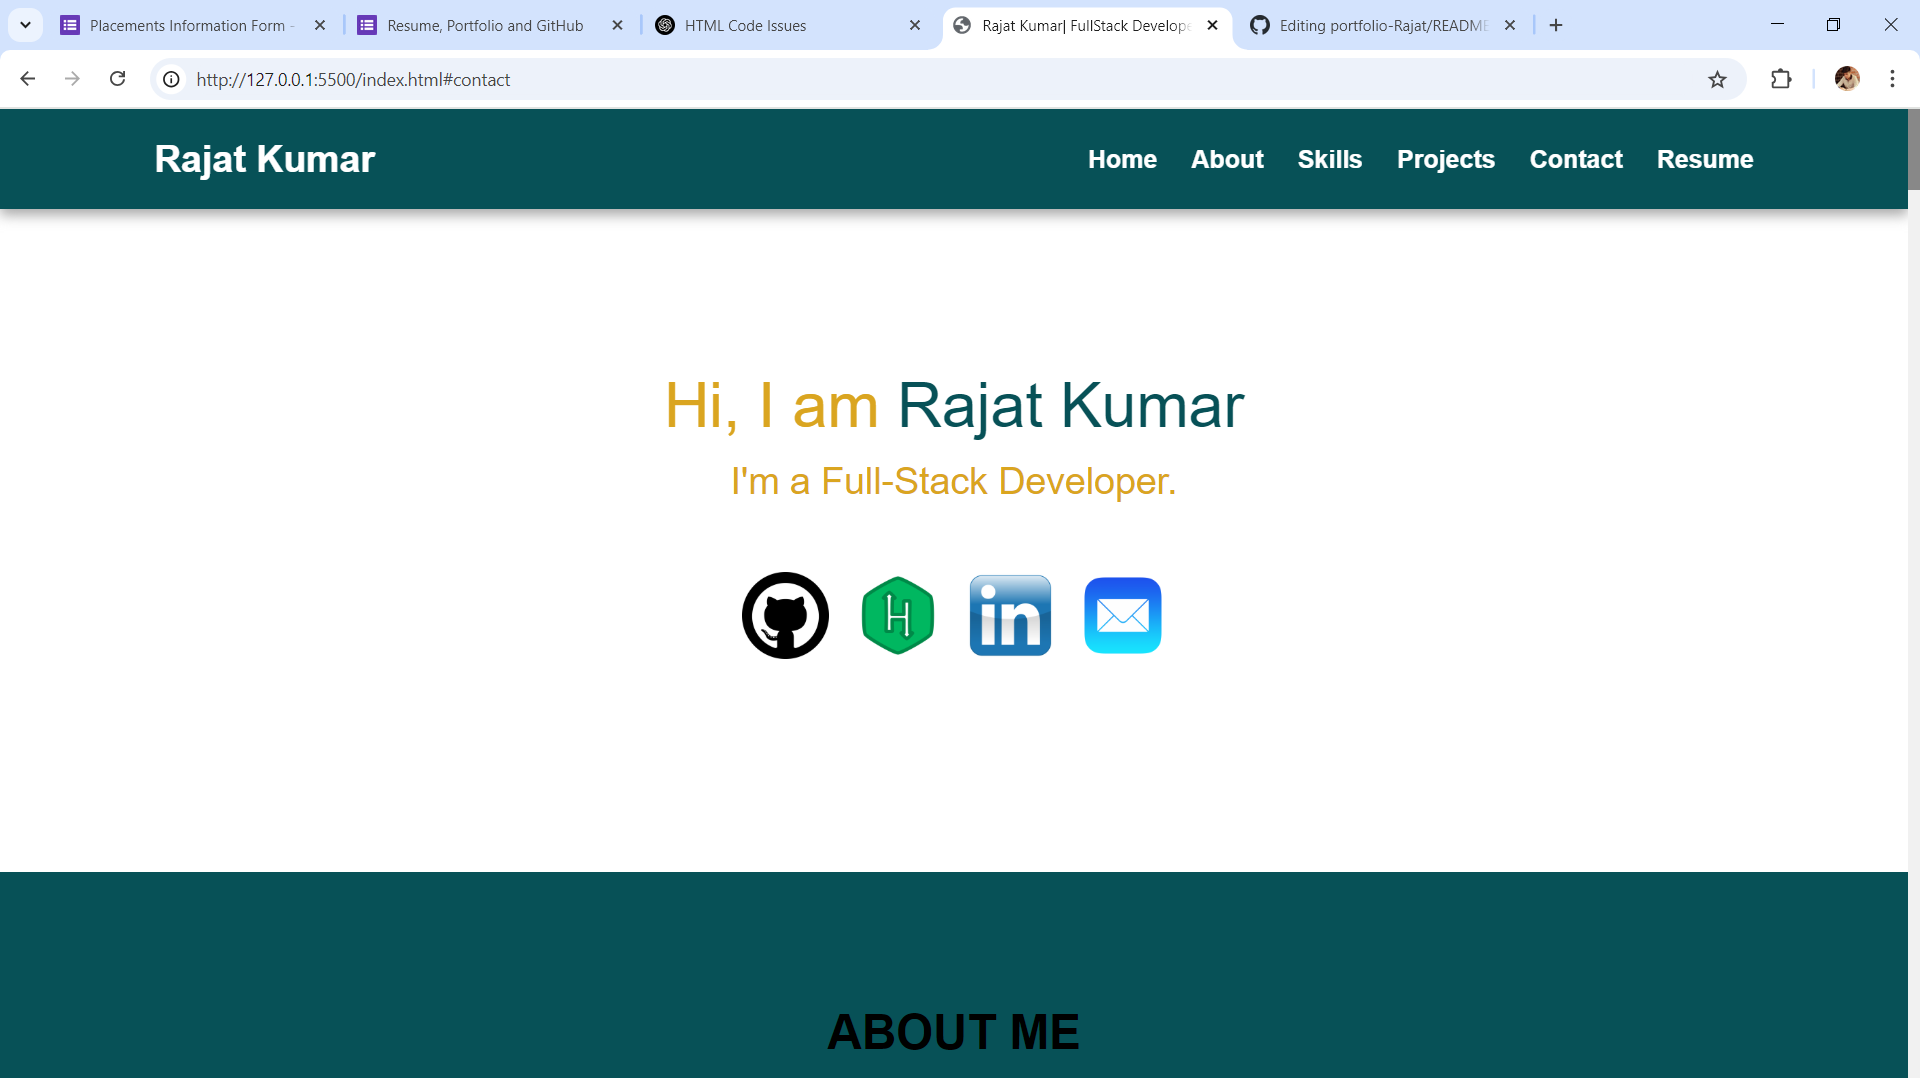 Placements Information Form -
Resume, Portfolio and GitHub
HTML Code Issues
Rajat Kumar| FullStack Develope
Editing portfolio-Rajat/README
http://127.0.0.1:5500/index.html#contact
Rajat Kumar
Home
About
Skills
Projects
Contact
Resume
Hi, I am Rajat Kumar
I'm a Full-Stack Developer.
H
in
ABOUT ME